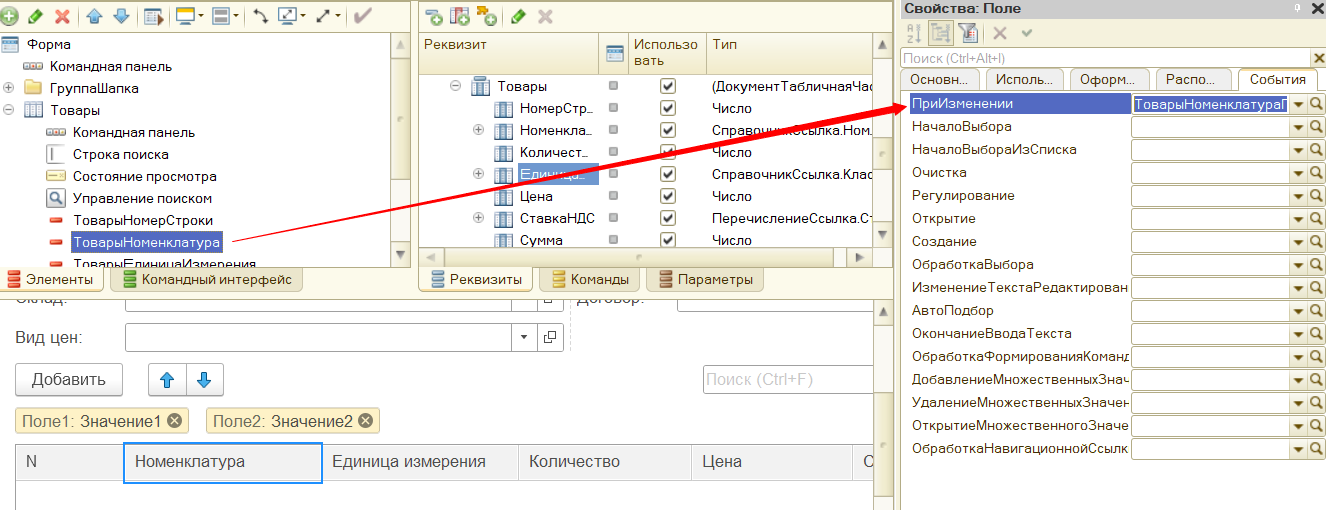 Форма
Командная панель
ГруппаШапка
Товары
Командная панель
Строка поиска
Состояние просмотра
Управление поиском
ТоварыНомерСтроки
ТоварыНоменклатура
ТоварыЕдиницаИзмерения
Элементы
Командный интерфейс
Реквизит
Использо
вать
Тип
Товары
(ДокументТабличнаяЧас
НомерСтр...
Число
Номенкла...
СправочникСсылка.Ном.
Количест...
Число
Единица...
СправочникСсылка.Клас
Цена
Число
СтавкаНДС
ПеречислениеСсылка.Ст
Сумма
Число
Реквизиты
Команды
Параметры
Склад:
Договор:
Вид цен:
Добавить
Поиск (Ctrl+F)
Поле1: Значение1
Поле2: Значение2
N
Номенклатура
Единица измерения
Количество
Цена
С
Свойства: Поле
Поиск (Ctrl+Alt+I)
Основн...
Исполь...
Оформ...
Распо...
События
ПриИзменении
ТоварыНоменклатураП
НачалоВыбора
НачалоВыбораИзСписка
Очистка
Регулирование
Открытие
Создание
ОбработкаВыбора
ИзменениеТекстаРедактирован
АвтоПодбор
ОкончаниеВводаТекста
ОбработкаФормированияКоманд
ДобавлениеМножественныхЗнач
УдалениеМножественныхЗначен
ОткрытиеМножественногоЗначе
ОбработкаНавигационнойСсылк